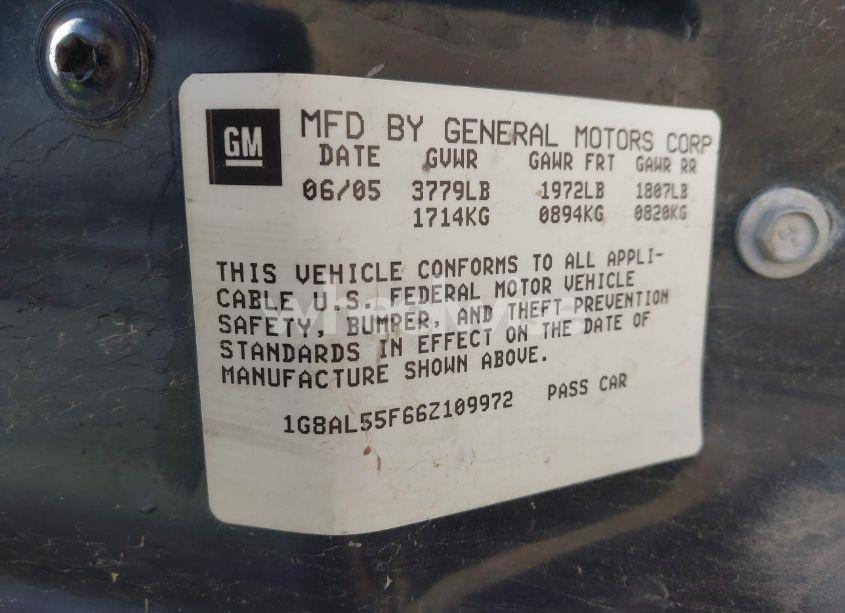 GM
MFD BY GENERAL MOTORS CORP
DATE GVWR GAWR FRT GAWR RR
06/05 3779LB 1972LB 1807LB
1714KG 0894KG 0820KG
THIS VEHICLE CONFORMS TO ALL APPLI-
CABLE U.S. FEDERAL MOTOR VEHICLE
SAFETY, BUMPER, AND THEFT PREVENTION
STANDARDS IN EFFECT ON THE DATE OF
MANUFACTURE SHOWN ABOVE.
1G8AL55F66Z109972 PASS CAR